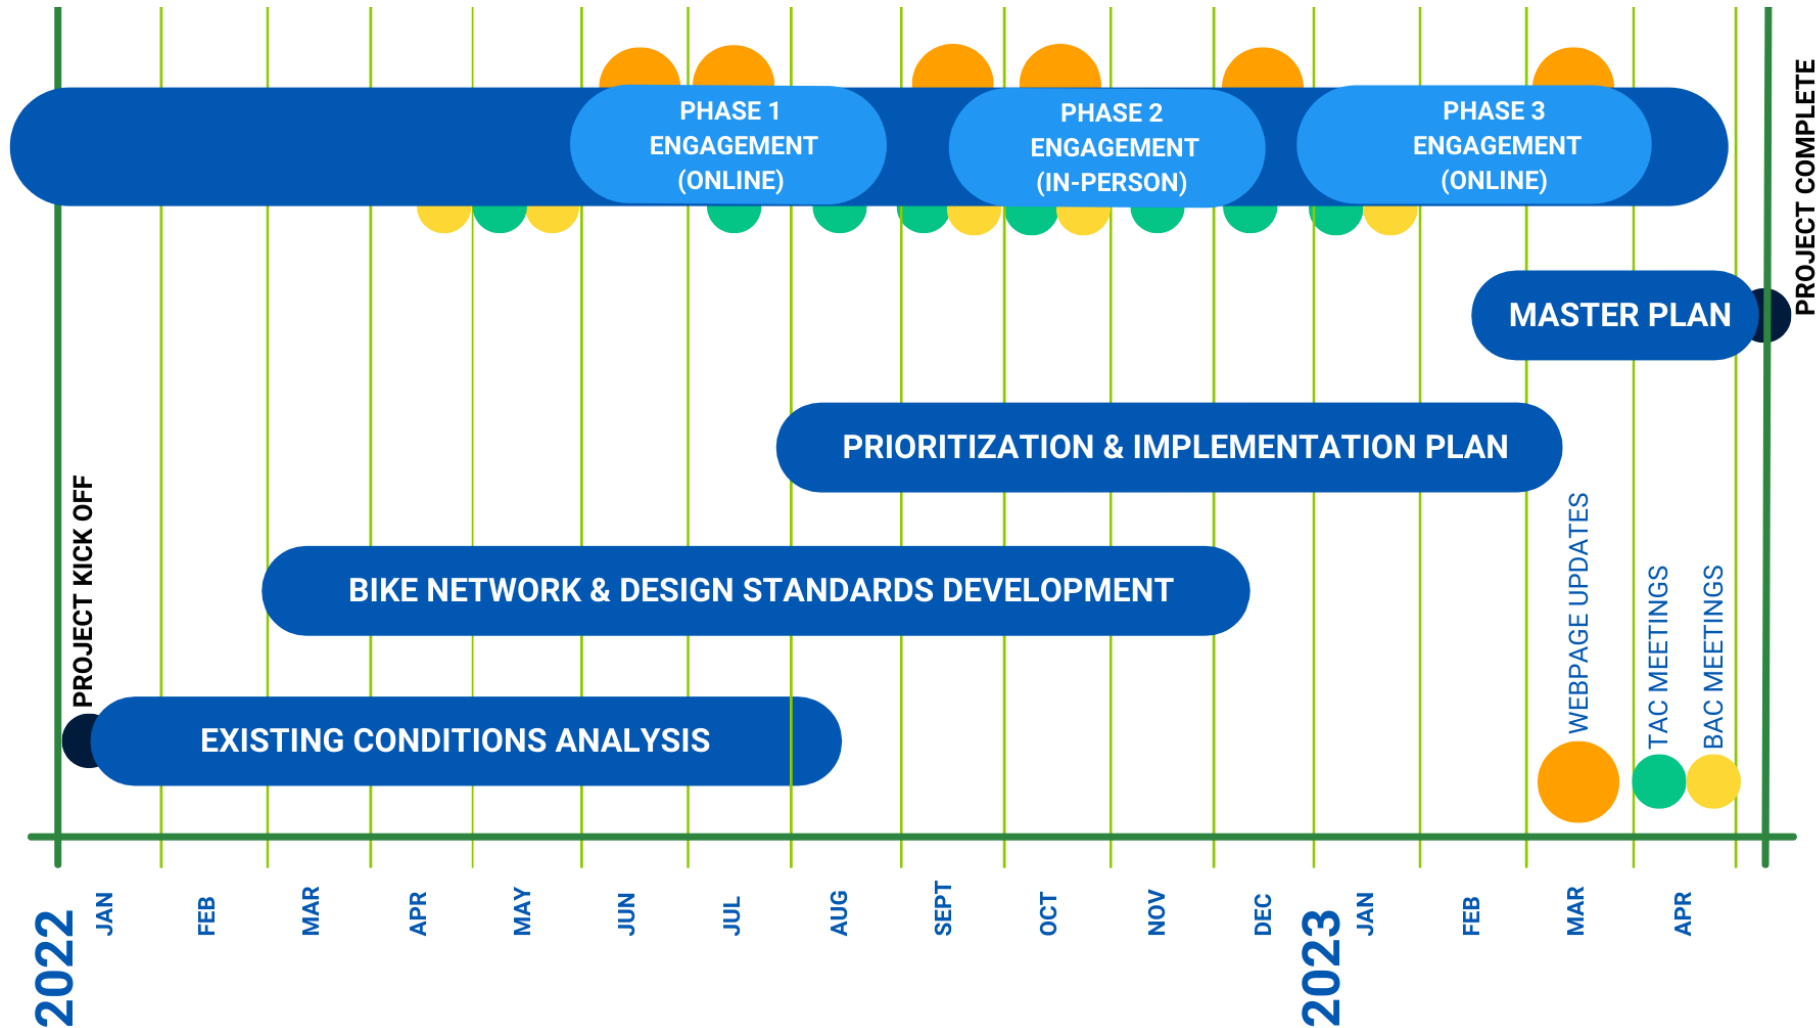 PHASE 1
ENGAGEMENT
(ONLINE)
PHASE 2
ENGAGEMENT
(IN-PERSON)
PHASE 3
ENGAGEMENT
(ONLINE)
PROJECT COMPLETE
MASTER PLAN
PRIORITIZATION & IMPLEMENTATION PLAN
PROJECT KICK OFF
BIKE NETWORK & DESIGN STANDARDS DEVELOPMENT
WEBPAGE UPDATES
TAC MEETINGS
BAC MEETINGS
EXISTING CONDITIONS ANALYSIS
2022
JAN
FEB
MAR
APR
MAY
JUN
JUL
AUG
SEPT
OCT
NOV
DEC
2023
JAN
FEB
MAR
APR